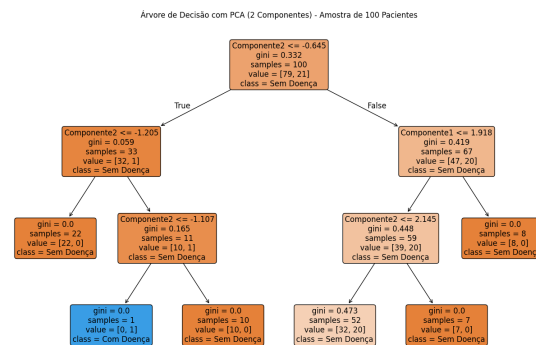 Árvore de Decisão com PCA (2 Componentes) - Amostra de 100 Pacientes
Componente2 <= -0.645
gini = 0.332
samples = 100
value = [79, 21]
class = Sem Doença
True
False
Componente2 <= -1.205
gini = 0.059
samples = 33
value = [32, 1]
class = Sem Doença
Componente1 <= 1.918
gini = 0.419
samples = 67
value = [47, 20]
class = Sem Doença
gini = 0.0
samples = 22
value = [22, 0]
class = Sem Doença
Componente2 <= -1.107
gini = 0.165
samples = 11
value = [10, 1]
class = Sem Doença
Componente2 <= 2.145
gini = 0.448
samples = 59
value = [39, 20]
class = Sem Doença
gini = 0.0
samples = 8
value = [8, 0]
class = Sem Doença
gini = 0.0
samples = 1
value = [0, 1]
class = Com Doença
gini = 0.0
samples = 10
value = [10, 0]
class = Sem Doença
gini = 0.473
samples = 52
value = [32, 20]
class = Sem Doença
gini = 0.0
samples = 7
value = [7, 0]
class = Sem Doença